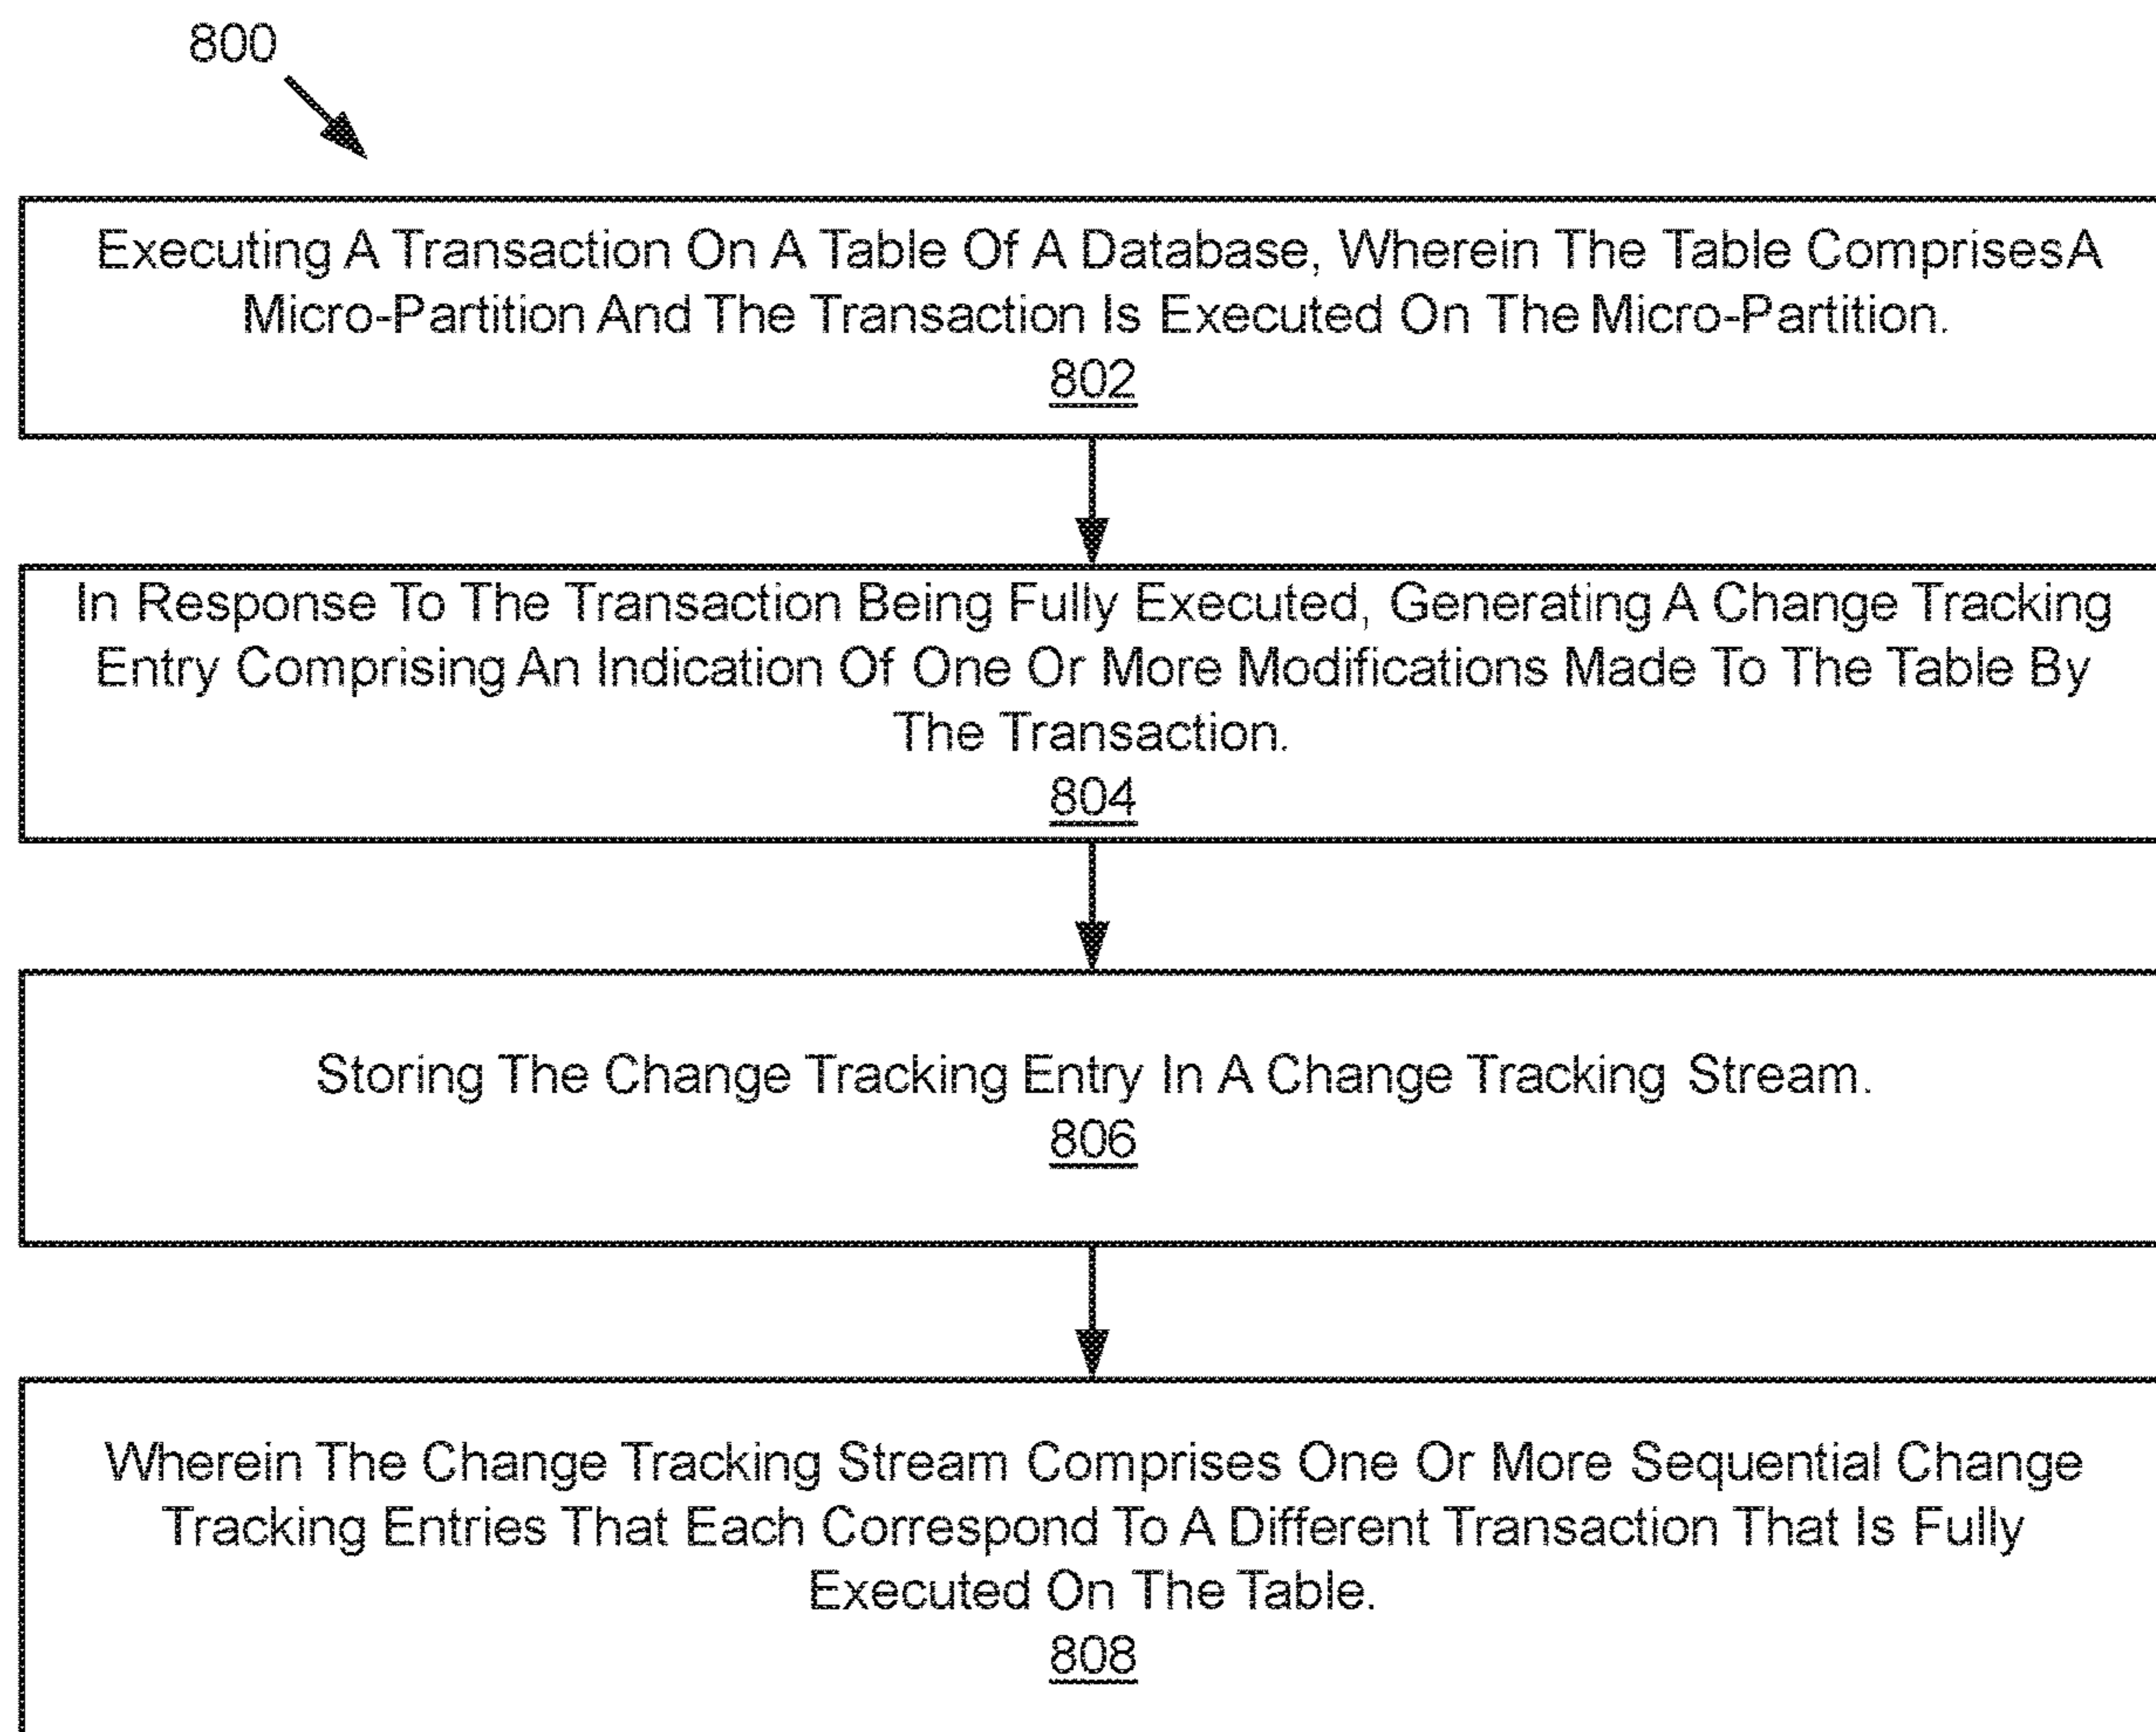 800
Executing A Transaction On A Table Of A Database, Wherein The Table Comprises A
Micro-Partition And The Transaction Is Executed On The Micro-Partition.
802
In Response To The Transaction Being Fully Executed, Generating A Change Tracking
Entry Comprising An Indication Of One Or More Modifications Made To The Table By
The Transaction.
804
Storing The Change Tracking Entry In A Change Tracking Stream.
806
Wherein The Change Tracking Stream Comprises One Or More Sequential Change
Tracking Entries That Each Correspond To A Different Transaction That Is Fully
Executed On The Table.
808